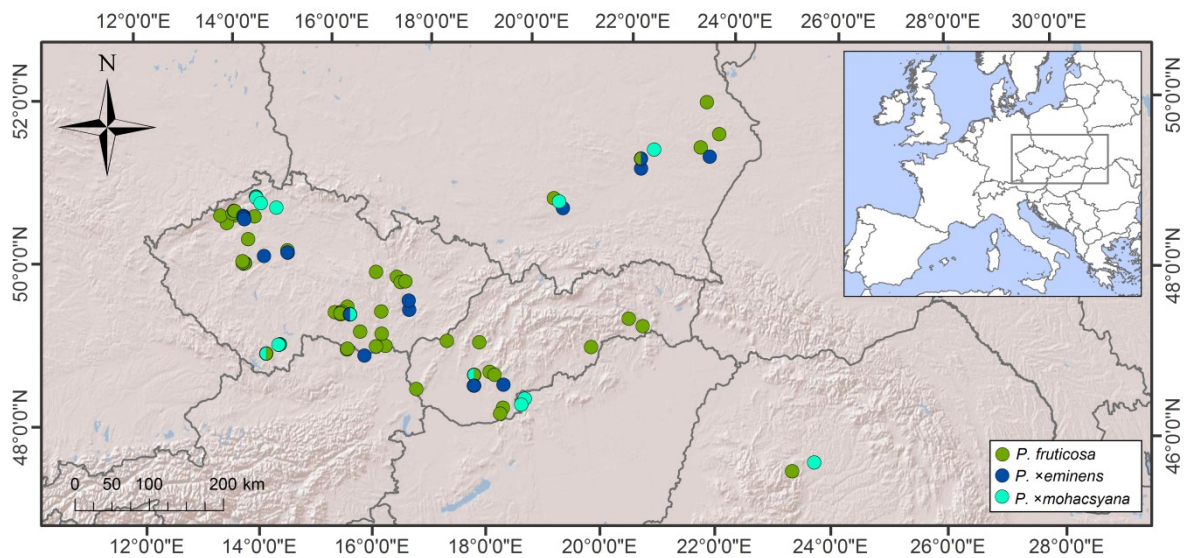 12°0'0"E 14°0'0"E 16°0'0"E 18°0'0"E 20°0'0"E 22°0'0"E 24°0'0"E 26°0'0"E 28°0'0"E 30°0'0"E
N
52°0'0"N
50°0'0"N
50°0'0"N
48°0'0"N
48°0'0"N
46°0'0"N
P. fruticosa
P. ×eminens
P. ×mohacsyana
0 50 100 200 km
12°0'0"E 14°0'0"E 16°0'0"E 18°0'0"E 20°0'0"E 22°0'0"E 24°0'0"E 26°0'0"E 28°0'0"E